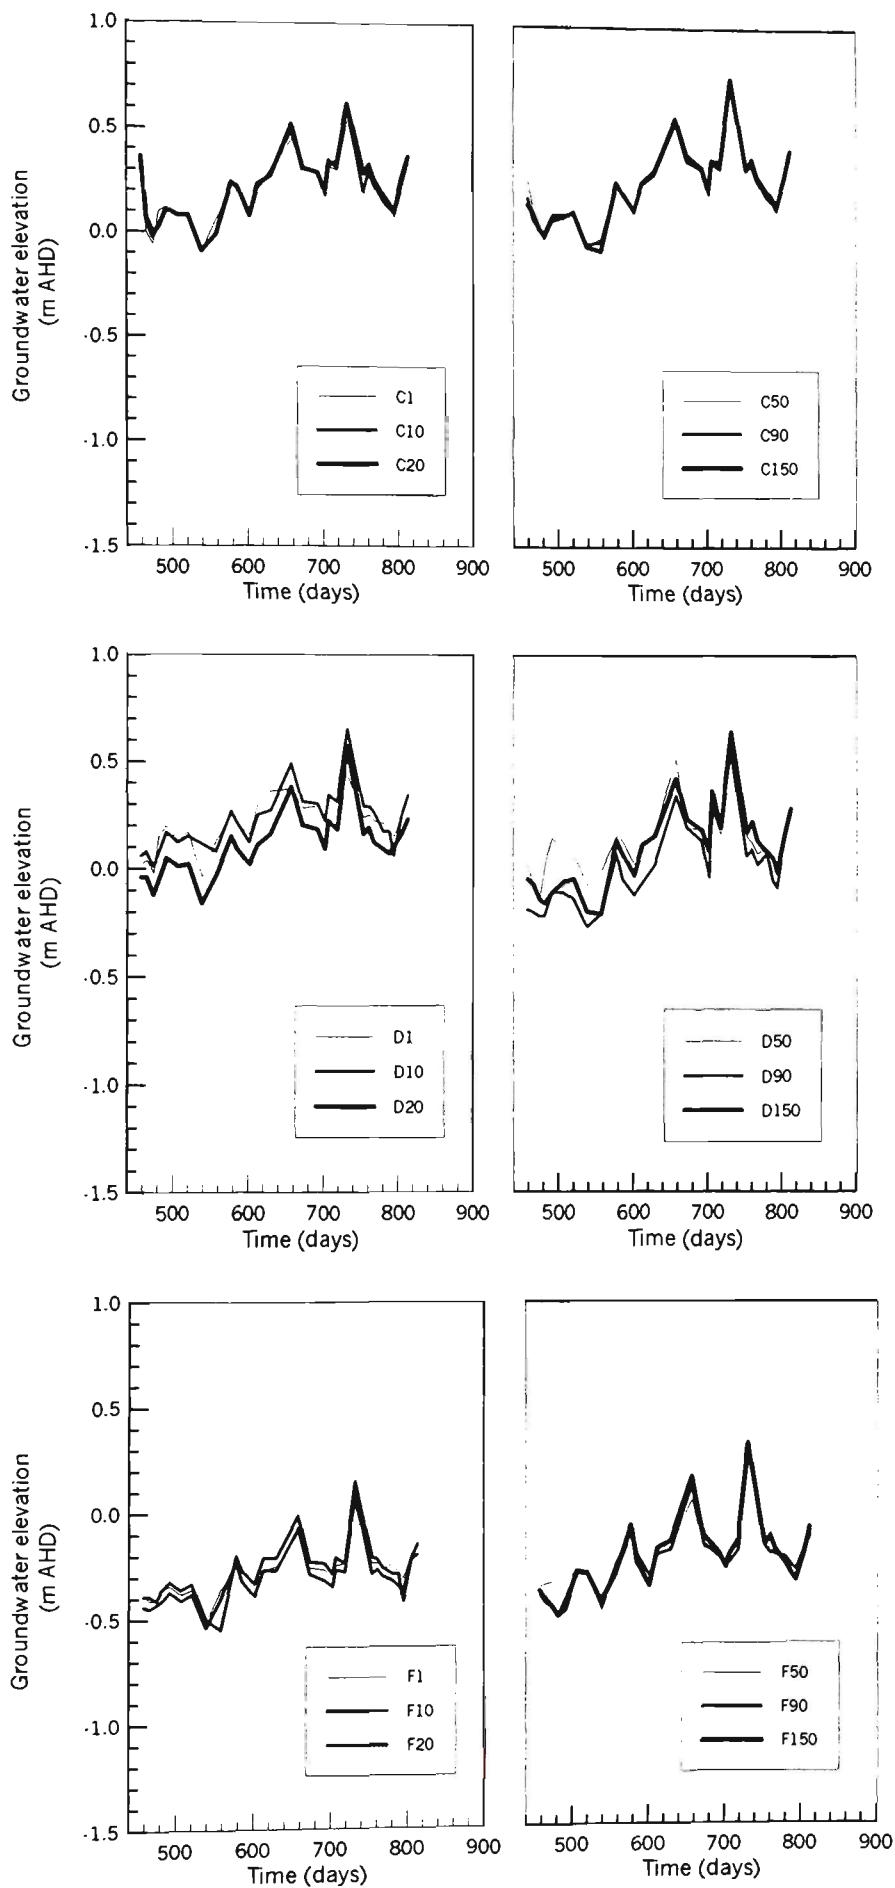 1.0
0.5
0.0
-0.5
-1.0
-1.5
Groundwater elevation
(m AHD)
C1
C10
C20
500 600 700 800 900
Time (days)
C50
C90
C150
500 600 700 800 900
Time (days)
1.0
0.5
0.0
-0.5
-1.0
-1.5
Groundwater elevation
(m AHD)
D1
D10
D20
500 600 700 800 900
Time (days)
D50
D90
D150
500 600 700 800 900
Time (days)
1.0
0.5
0.0
-0.5
-1.0
-1.5
Groundwater elevation
(m AHD)
F1
F10
F20
500 600 700 800 900
Time (days)
F50
F90
F150
500 600 700 800 900
Time (days)